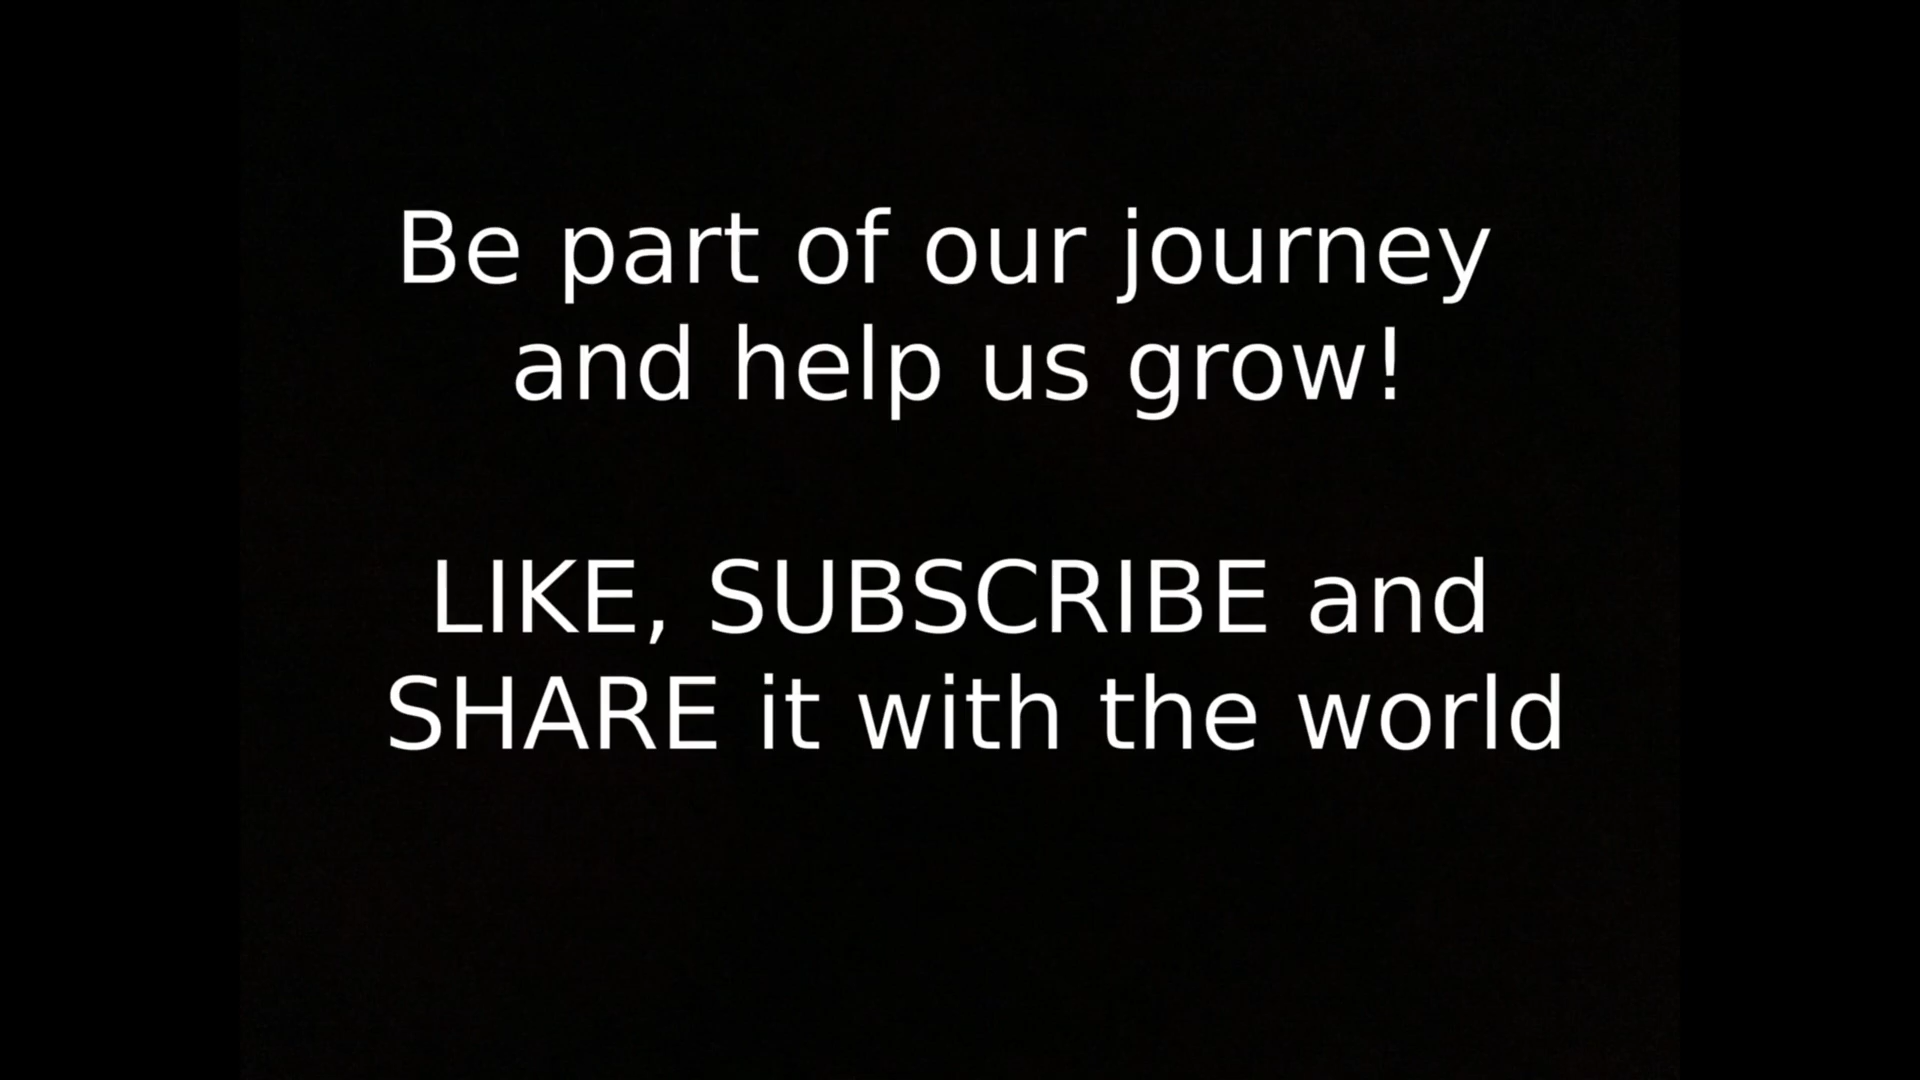 Be part of our journey
and help us grow!
LIKE, SUBSCRIBE and
SHARE it with the world